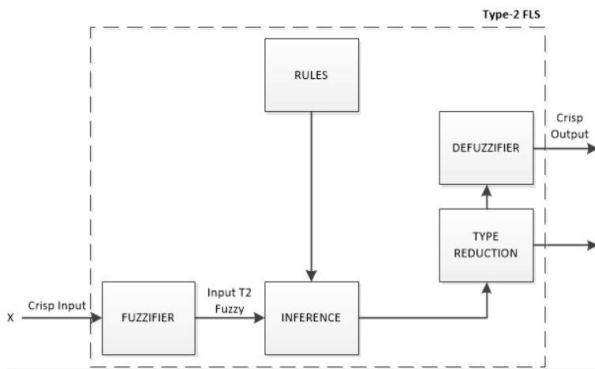 Type-2 FLS
RULES
Crisp
Output
DEFUZZIFIER
TYPE
REDUCTION
Input T2
Fuzzy
Crisp Input
X
FUZZIFIER
INFERENCE